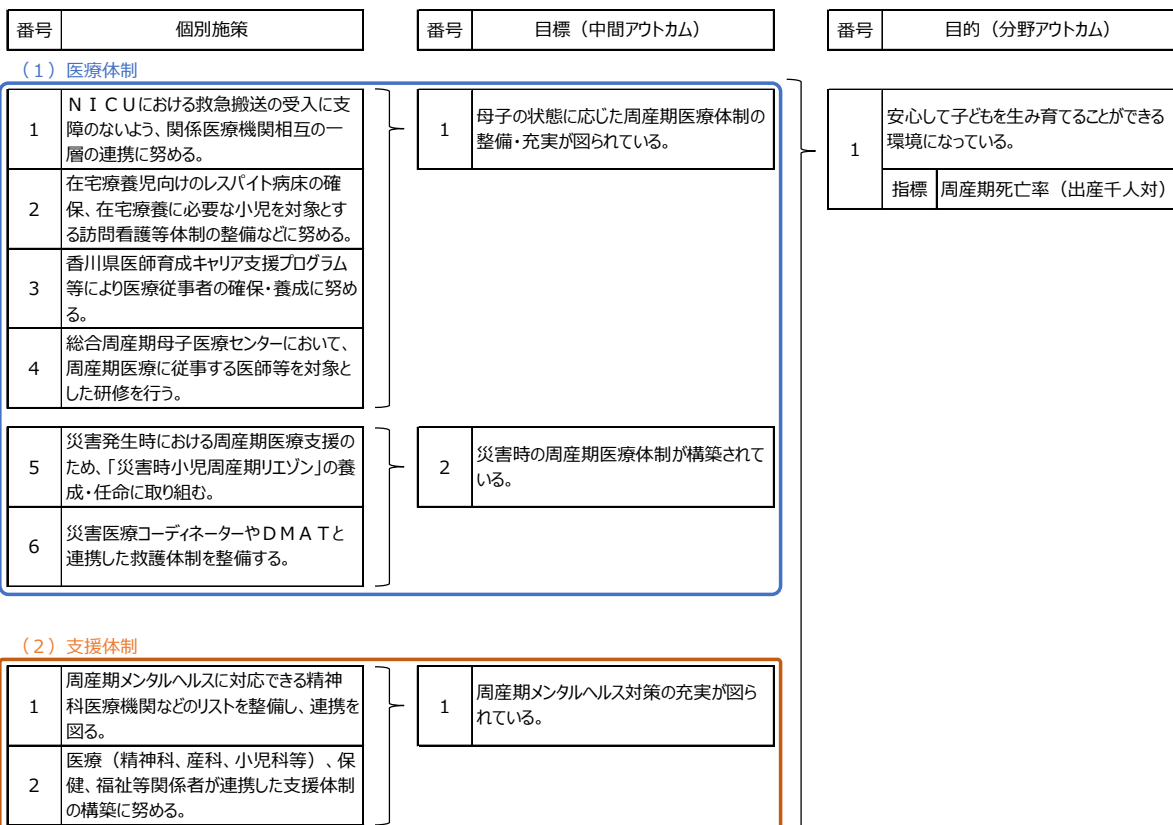 番号 個別施策 番号 目標（中間アウトカム） 番号 目的（分野アウトカム）
（１）医療体制
1
ＮＩＣＵにおける救急搬送の受入に支
障のないよう、関係医療機関相互の一
層の連携に努める。
1
母子の状態に応じた周産期医療体制の
整備・充実が図られている。
1
安心して子どもを生み育てることができる
環境になっている。
指標 周産期死亡率（出産千人対）
2
在宅療養児向けのレスパイト病床の確
保、在宅療養に必要な小児を対象とす
る訪問看護等体制の整備などに努める。
3
香川県医師育成キャリア支援プログラム
等により医療従事者の確保・養成に努め
る。
4
総合周産期母子医療センターにおいて、
周産期医療に従事する医師等を対象と
した研修を行う。
5
災害発生時における周産期医療支援の
ため、「災害時小児周産期リエゾン」の養
成・任命に取り組む。
2
災害時の周産期医療体制が構築されて
いる。
6
災害医療コーディネーターやＤＭＡＴと
連携した救護体制を整備する。
（２）支援体制
1
周産期メンタルヘルスに対応できる精神
科医療機関などのリストを整備し、連携を
図る。
1
周産期メンタルヘルス対策の充実が図ら
れている。
2
医療（精神科、産科、小児科等）、保
健、福祉等関係者が連携した支援体制
の構築に努める。